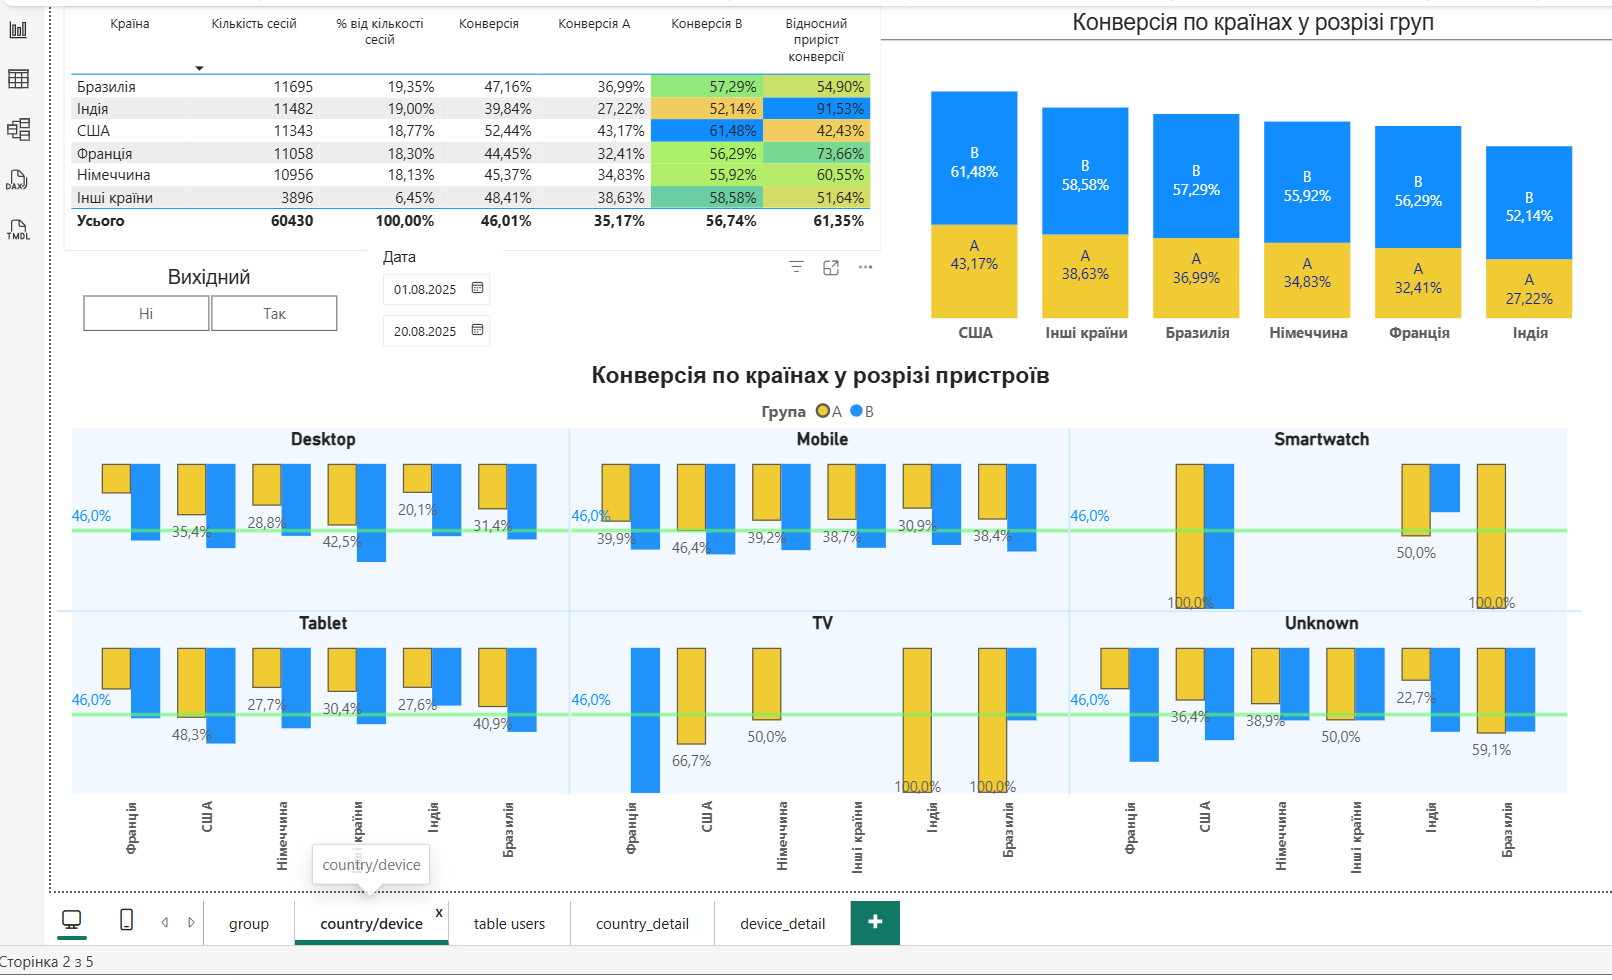 Країна Кількість сесій % від кількості сесій Конверсія Конверсія A Конверсія B Відносний приріст конверсії
Бразилія 11695 19,35% 47,16% 36,99% 57,29% 54,90%
Індія 11482 19,00% 39,84% 27,22% 52,14% 91,53%
США 11343 18,77% 52,44% 43,17% 61,48% 42,43%
Франція 11058 18,30% 44,45% 32,41% 56,29% 73,66%
Німеччина 10956 18,13% 45,37% 34,83% 55,92% 60,55%
Інші країни 3896 6,45% 48,41% 38,63% 58,58% 51,64%
Усього 60430 100,00% 46,01% 35,17% 56,74% 61,35%
DAX
TMDL
Вихідний
Ні Так
Дата
01.08.2025
20.08.2025
Конверсія по країнах у розрізі груп
B
61,48%
B
58,58%
B
57,29%
B
55,92%
B
56,29%
B
52,14%
A
43,17%
A
38,63%
A
36,99%
A
34,83%
A
32,41%
A
27,22%
США Інші країни Бразилія Німеччина Франція Індія
Конверсія по країнах у розрізі пристроїв
Група A B
Desktop
46,0%
35,4% 28,8% 42,5% 20,1% 31,4%
Mobile
46,0%
39,9% 46,4% 39,2% 38,7% 30,9% 38,4%
Smartwatch
46,0%
100,0% 50,0% 100,0%
Tablet
46,0%
48,3% 27,7% 30,4% 27,6% 40,9%
TV
46,0%
66,7% 50,0% 100,0% 100,0%
Unknown
46,0%
36,4% 38,9% 50,0% 22,7% 59,1%
Франція США Німеччина Інші країни Індія Бразилія
Франція США Німеччина Інші країни Індія Бразилія
Франція США Німеччина Інші країни Індія Бразилія
country/device
group country/device x table users country_detail device_detail +
Сторінка 2 з 5